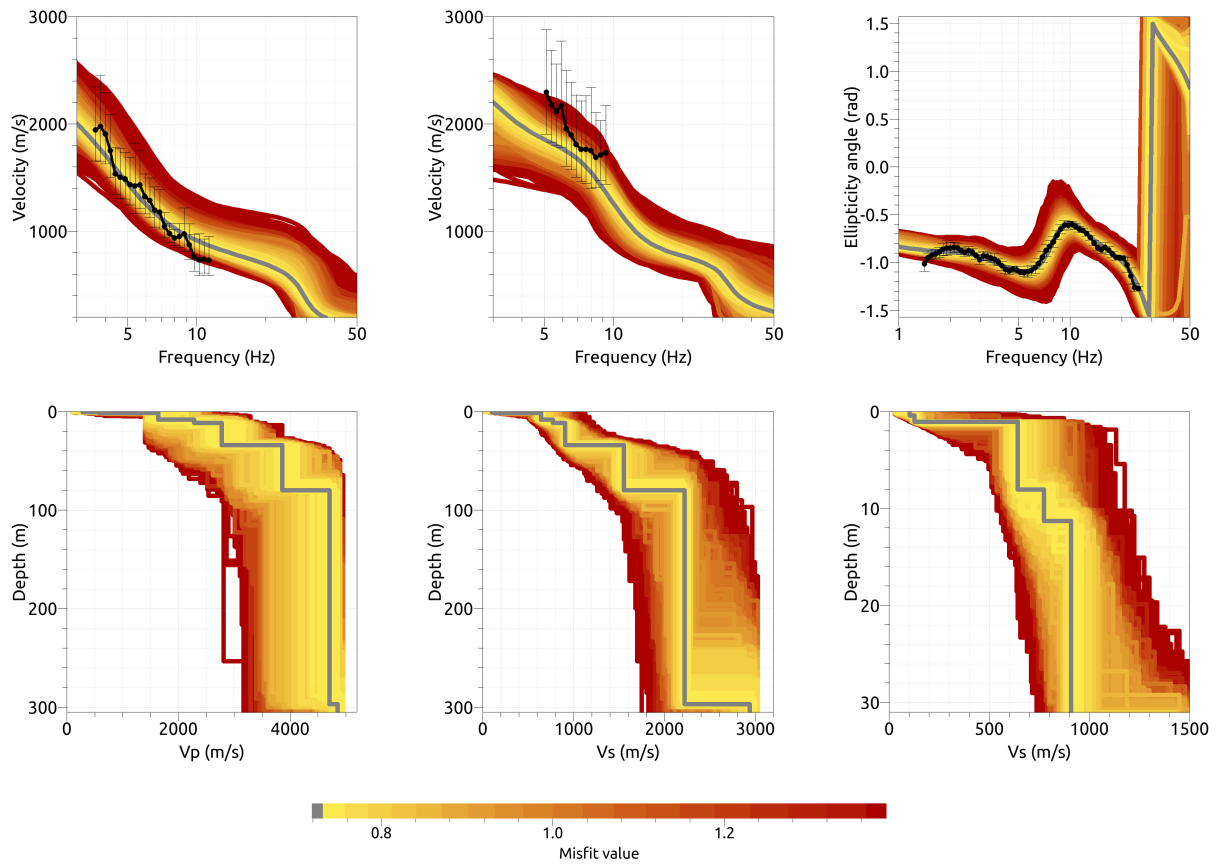 3000
2000
1000
Velocity (m/s)
5 10 50
Frequency (Hz)
3000
2000
1000
Velocity (m/s)
5 10 50
Frequency (Hz)
1.5
1.0
0.5
0.0
-0.5
-1.0
-1.5
Ellipticity angle (rad)
1 5 10 50
Frequency (Hz)
0
100
200
300
Depth (m)
0 2000 4000
Vp (m/s)
0
100
200
300
Depth (m)
0 1000 2000 3000
Vs (m/s)
0
10
20
30
Depth (m)
0 500 1000 1500
Vs (m/s)
0.8 1.0 1.2
Misfit value